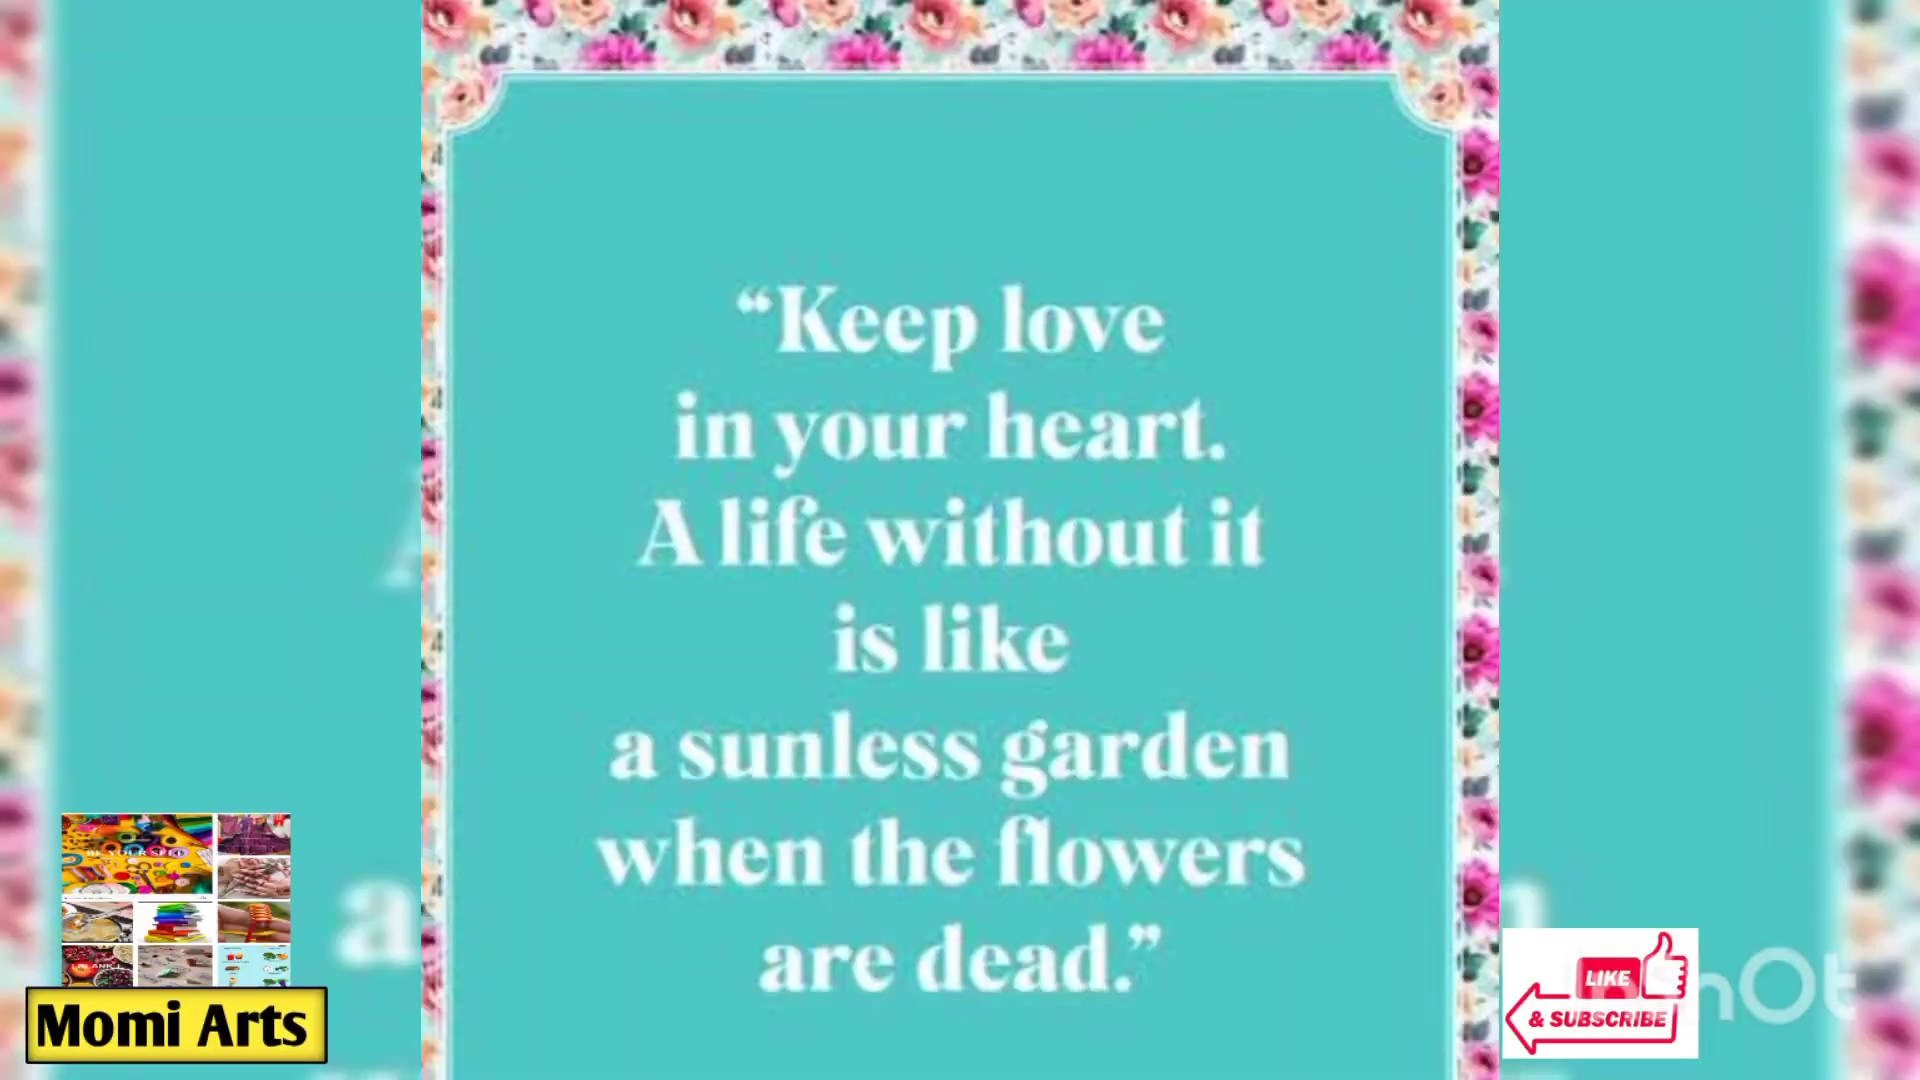 “Keep love
in your heart.
A life without it
is like
a sunless garden
when the flowers
are dead.”
Momi Arts
LIKE
& SUBSCRIBE